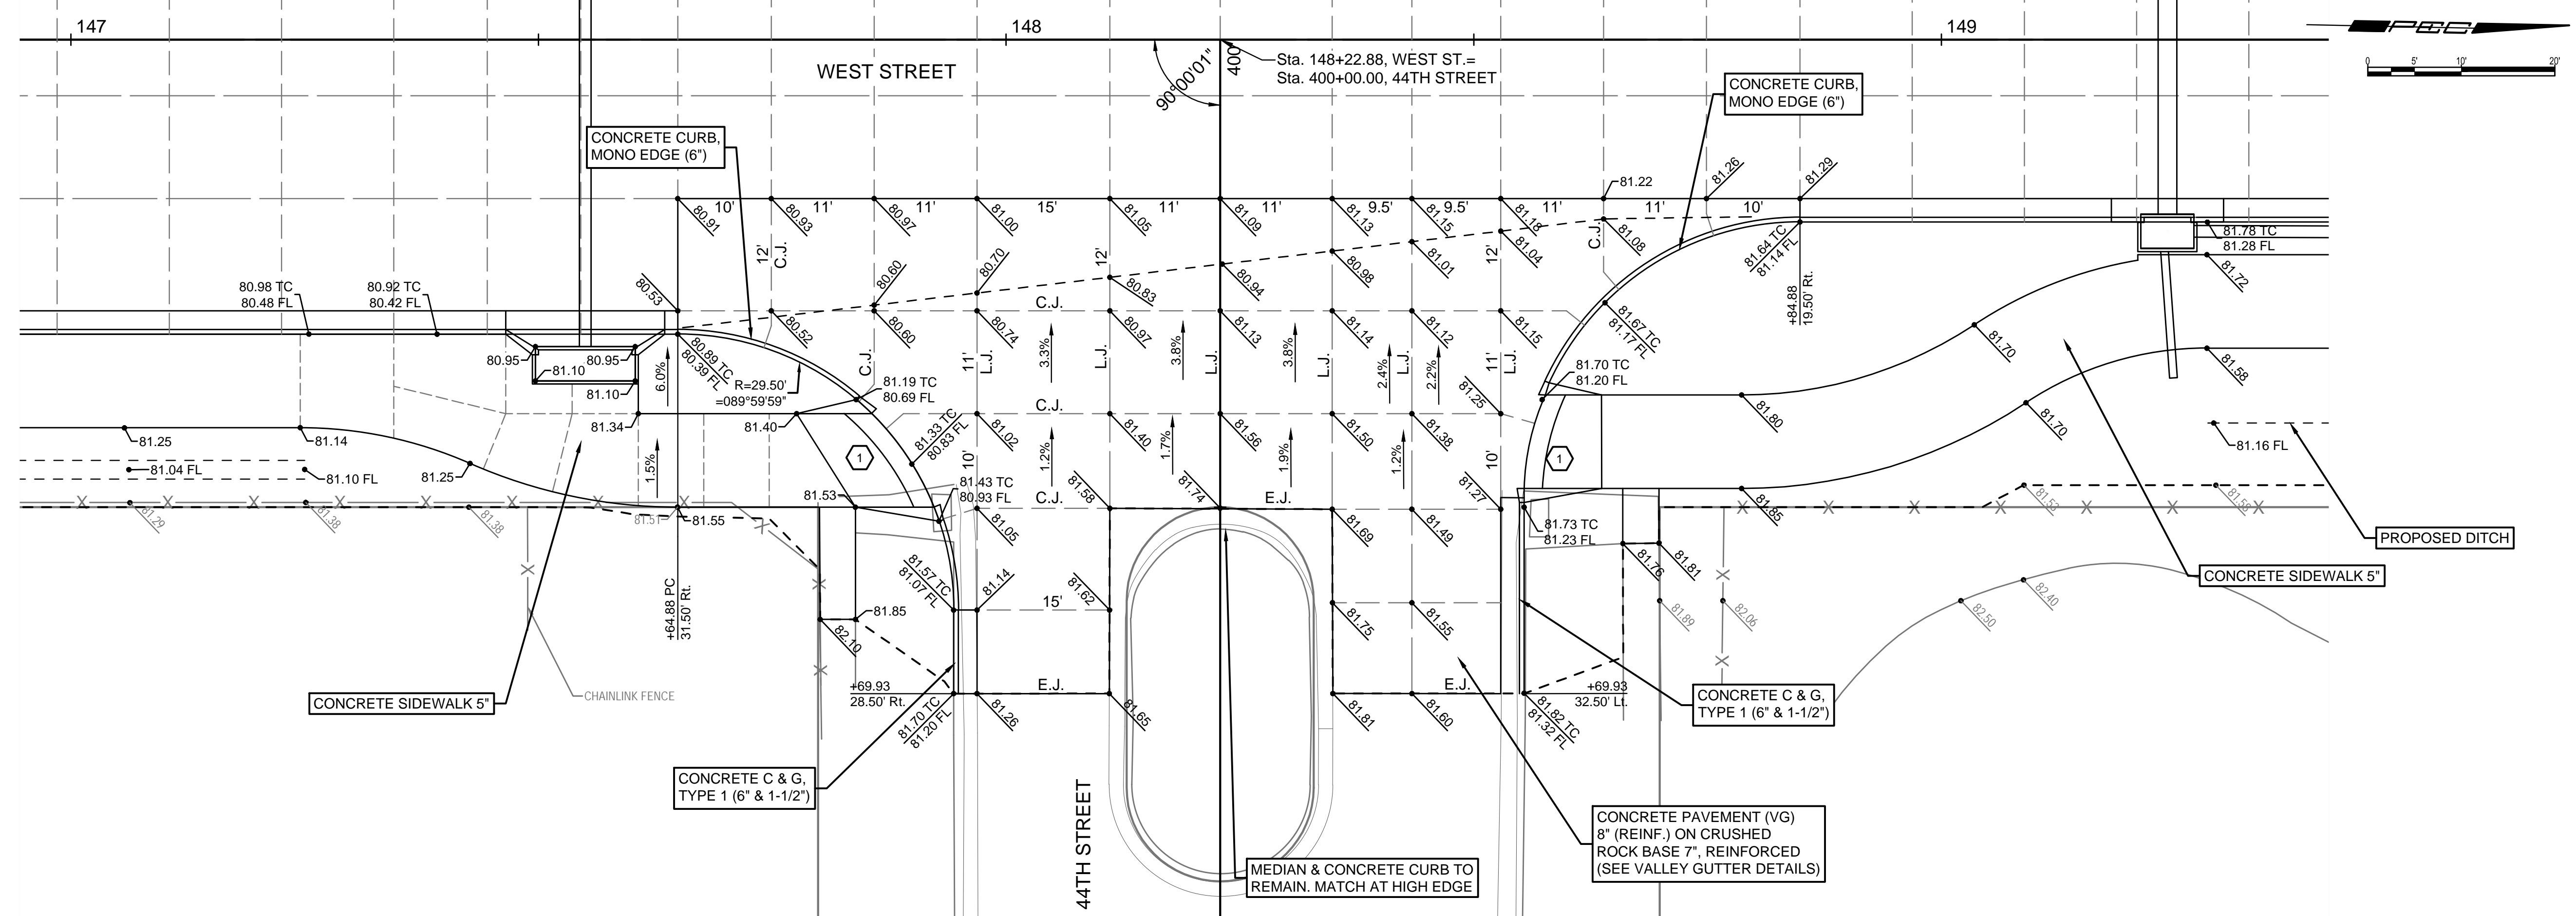 147
148
149
PEC
0
5'
10'
20'
WEST STREET
90°00'01"
400
Sta. 148+22.88, WEST ST.=
Sta. 400+00.00, 44TH STREET
CONCRETE CURB,
MONO EDGE (6")
CONCRETE CURB,
MONO EDGE (6")
81.22
81.26
81.29
10'
11'
11'
15'
11'
11'
9.5'
9.5'
11'
11'
10'
80.91
80.93
80.97
81.00
81.05
81.09
81.13
81.15
81.18
12'
C.J.
12'
12'
C.J.
81.08
81.04
81.01
80.98
80.94
80.83
80.70
80.60
80.53
81.64 TC
81.14 FL
+84.88
19.50' Rt.
81.78 TC
81.28 FL
81.72
80.98 TC
80.48 FL
80.92 TC
80.42 FL
C.J.
80.52
80.60
80.74
80.97
81.13
81.14
81.12
81.15
81.67 TC
81.17 FL
81.70
81.58
80.95
80.95
81.10
81.10
6.0%
80.89 TC
80.39 FL
R=29.50'
=089°59'59"
C.J.
11'
L.J.
3.3%
L.J.
3.8%
L.J.
3.8%
L.J.
2.4%
L.J.
2.2%
11'
L.J.
81.19 TC
80.69 FL
81.70 TC
81.20 FL
81.25
C.J.
81.34
81.40
81.33 TC
80.83 FL
81.02
81.40
81.56
81.50
81.38
81.80
81.70
81.16 FL
81.25
81.14
81.04 FL
81.10 FL
81.25
1.5%
1
10'
1.2%
1.7%
1.9%
1.2%
10'
1
81.43 TC
80.93 FL
81.53
81.55
81.51
C.J.
81.58
81.74
E.J.
81.27
81.05
81.69
81.49
81.73 TC
81.23 FL
81.85
81.53
81.58
X
X
81.29
81.38
81.38
81.76
81.81
PROPOSED DITCH
CONCRETE SIDEWALK 5"
+64.88 PC
31.50' Rt.
81.57 TC
81.07 FL
81.14
81.62
15'
81.85
82.10
81.75
81.55
81.89
82.06
82.50
82.40
CONCRETE SIDEWALK 5"
CHAINLINK FENCE
+69.93
28.50' Rt.
81.70 TC
81.20 FL
E.J.
81.26
81.65
81.81
81.60
E.J.
81.82 TC
81.32 FL
+69.93
32.50' Lt.
CONCRETE C & G,
TYPE 1 (6" & 1-1/2")
CONCRETE C & G,
TYPE 1 (6" & 1-1/2")
44TH STREET
CONCRETE PAVEMENT (VG)
8" (REINF.) ON CRUSHED
ROCK BASE 7", REINFORCED
(SEE VALLEY GUTTER DETAILS)
MEDIAN & CONCRETE CURB TO
REMAIN. MATCH AT HIGH EDGE